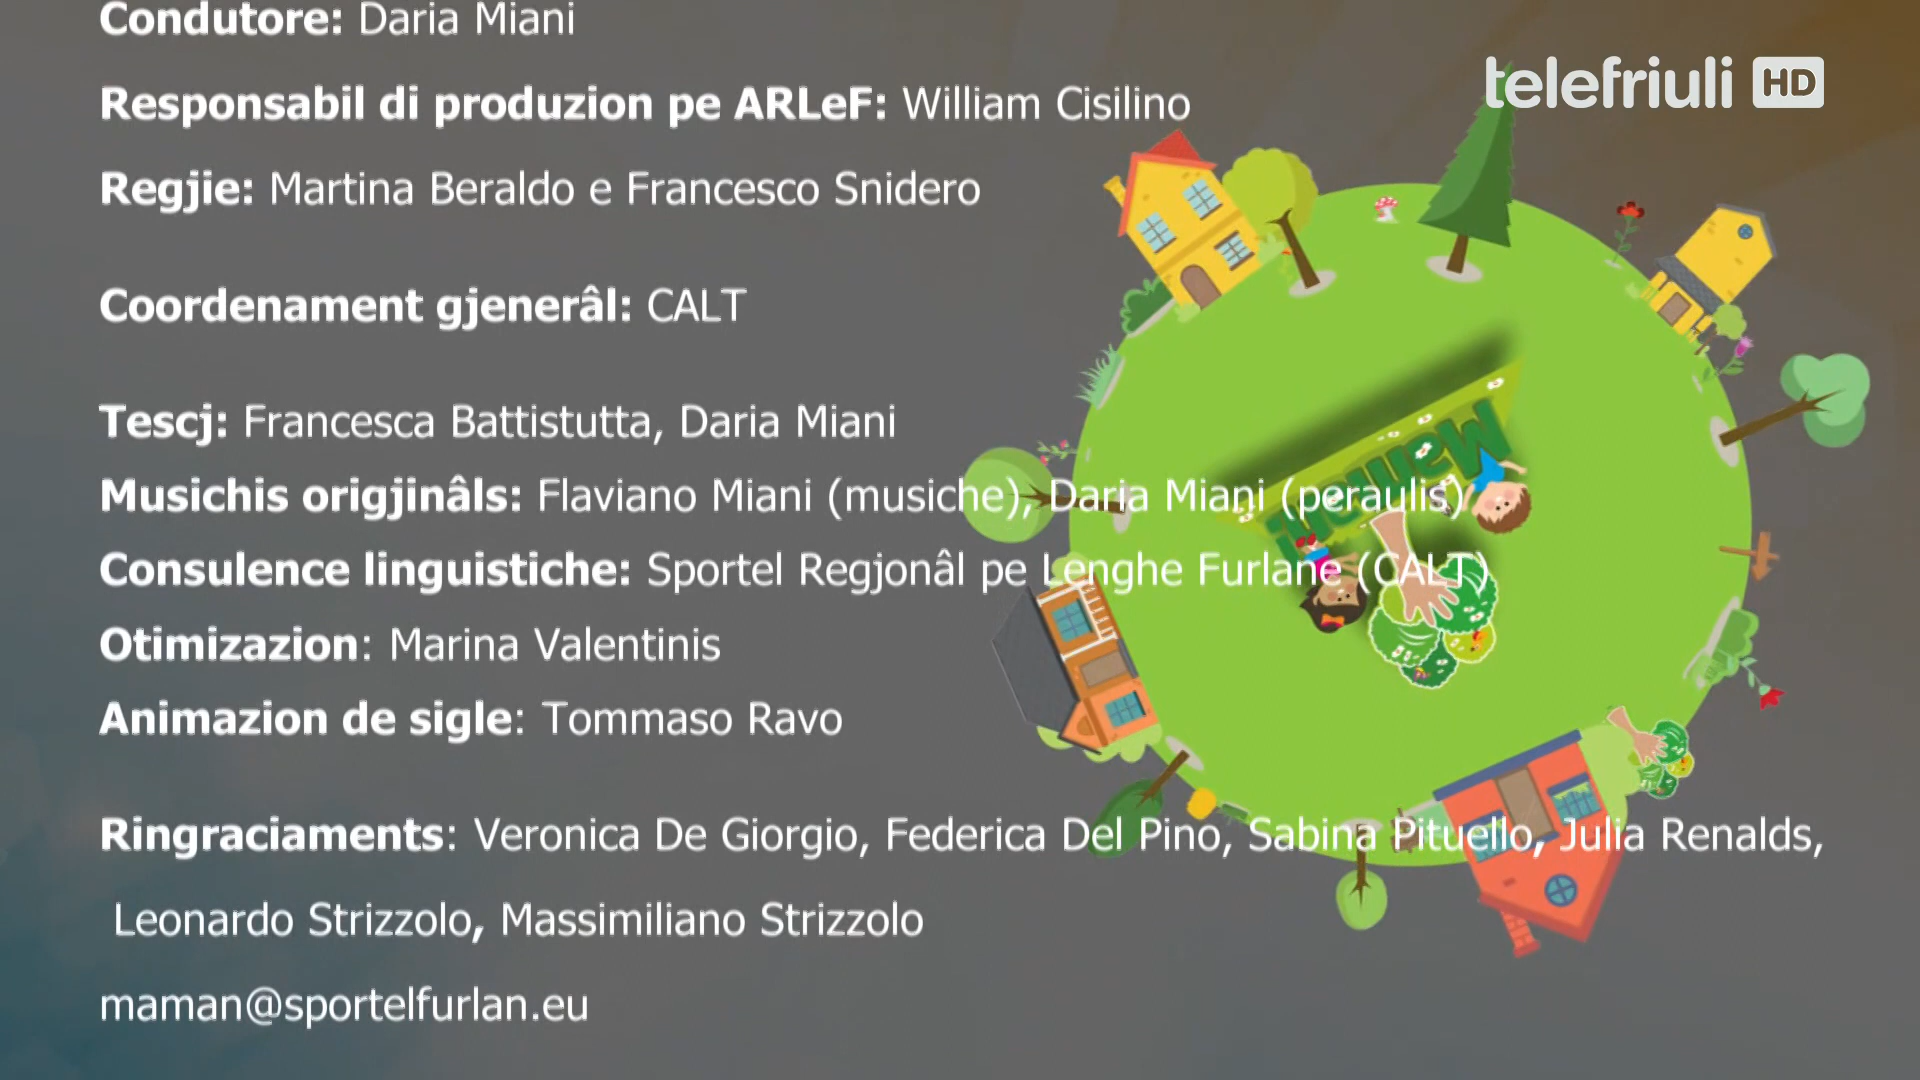 Condutore: Daria Miani
telefriuli HD
Responsabil di produzion pe ARLeF: William Cisilino
Regjie: Martina Beraldo e Francesco Snidero
Coordenament gjenerâl: CALT
Tescj: Francesca Battistutta, Daria Miani
Maman!
Musichis origjinâls: Flaviano Miani (musiche), Daria Miani (peraulis)
Consulence linguistiche: Sportel Regjonâl pe Lenghe Furlane (CALT)
Otimizazion: Marina Valentinis
Animazion de sigle: Tommaso Ravo
Ringraciaments: Veronica De Giorgio, Federica Del Pino, Sabina Pituello, Julia Renalds,
Leonardo Strizzolo, Massimiliano Strizzolo
maman@sportelfurlan.eu